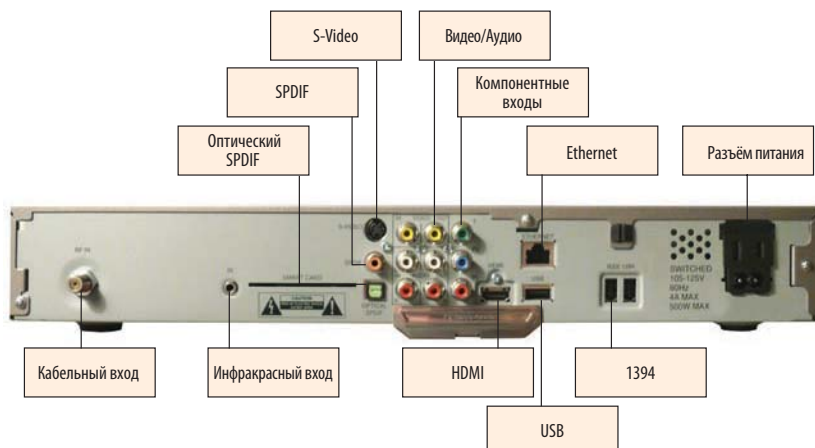 S-Video
Видео/Аудио
SPDIF
Компонентные
входы
Оптический
SPDIF
Ethernet
Разъём питания
S-VIDEO
ETHERNET
RF IN
IR
SMART CARD
HDMI
USB
SWITCHED
105-125V
60Hz
4A MAX
500W MAX
CAUTION
OPTICAL
SPDIF
Кабельный вход
Инфракрасный вход
HDMI
1394
USB